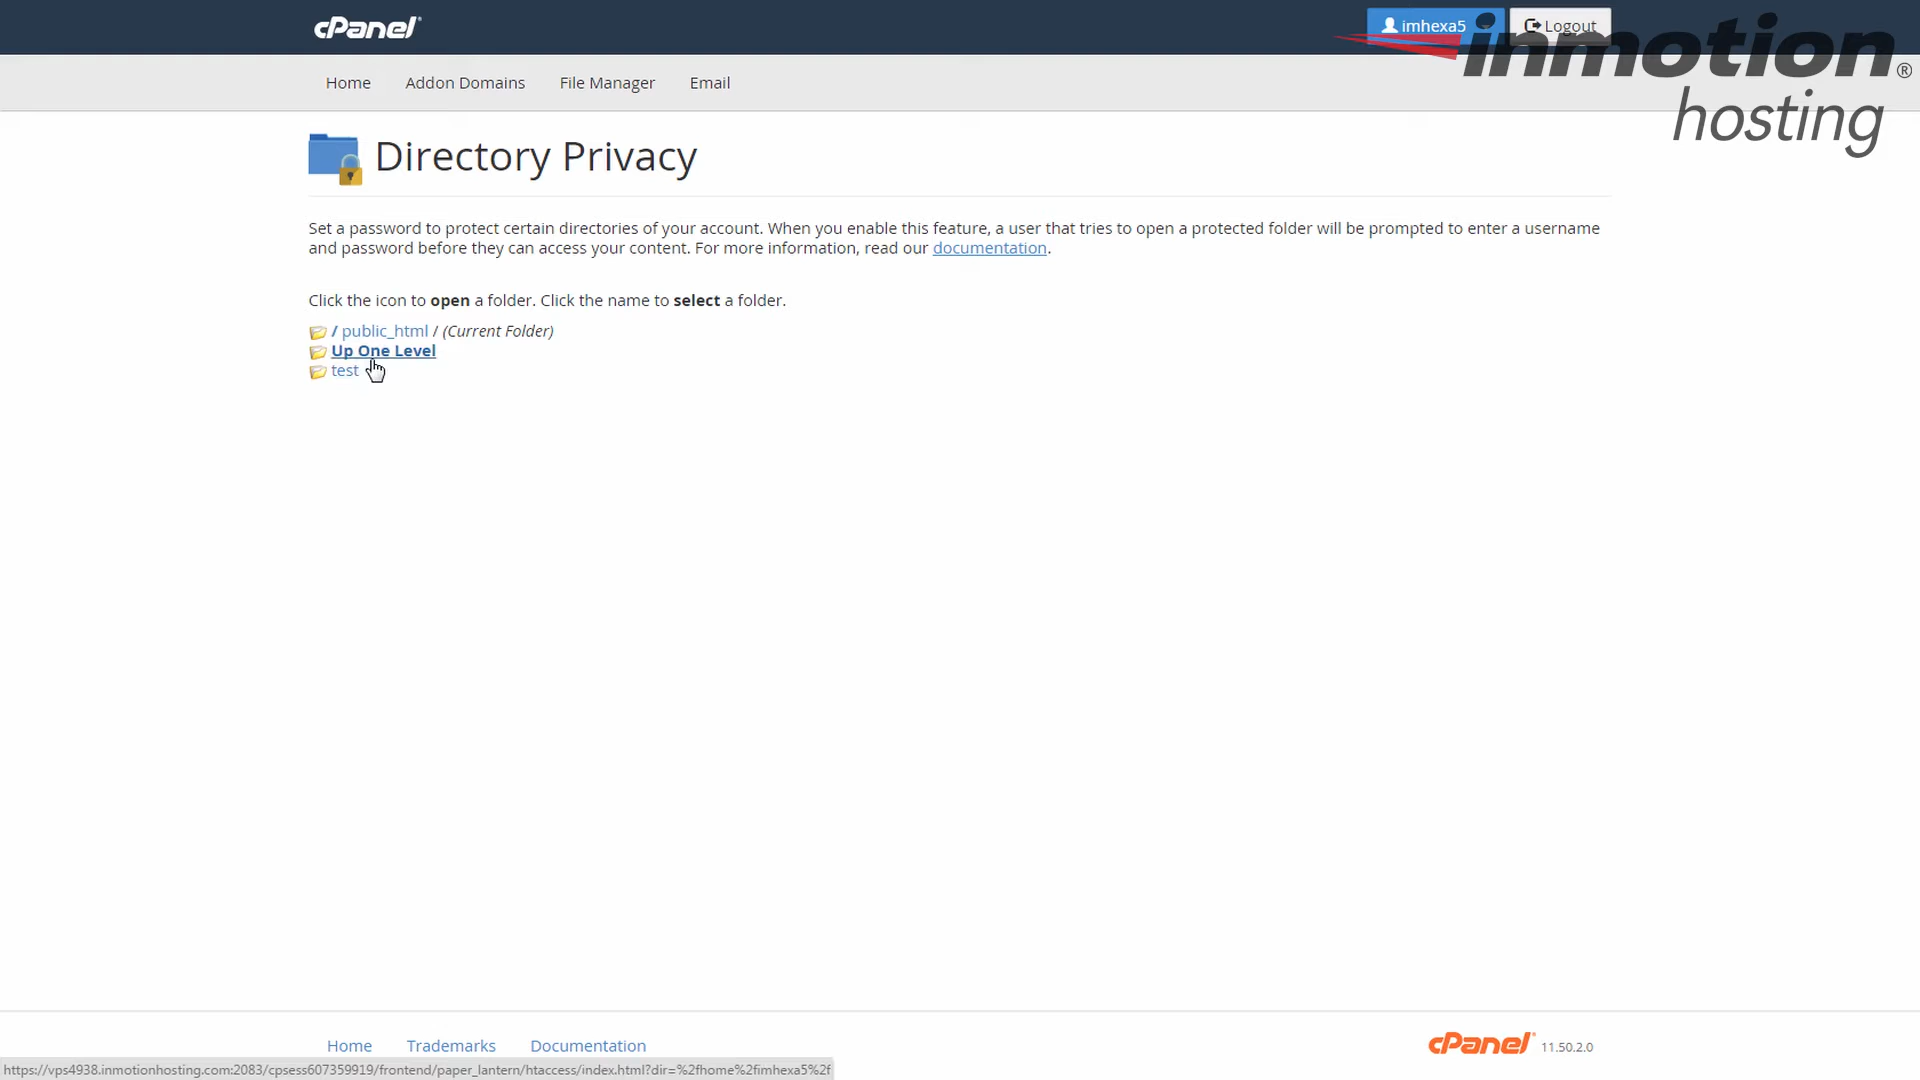 cPanel®
imhexa5
Logout
inmotion®
hosting
Home
Addon Domains
File Manager
Email
Directory Privacy
Set a password to protect certain directories of your account. When you enable this feature, a user that tries to open a protected folder will be prompted to enter a username
and password before they can access your content. For more information, read our documentation.
Click the icon to open a folder. Click the name to select a folder.
/ public_html / (Current Folder)
Up One Level
test
Home
Trademarks
Documentation
cPanel® 11.50.2.0
https://vps4938.inmotionhosting.com:2083/cpsess607359919/frontend/paper_lantern/htaccess/index.html?dir=%2fhome%2fimhexa5%2f